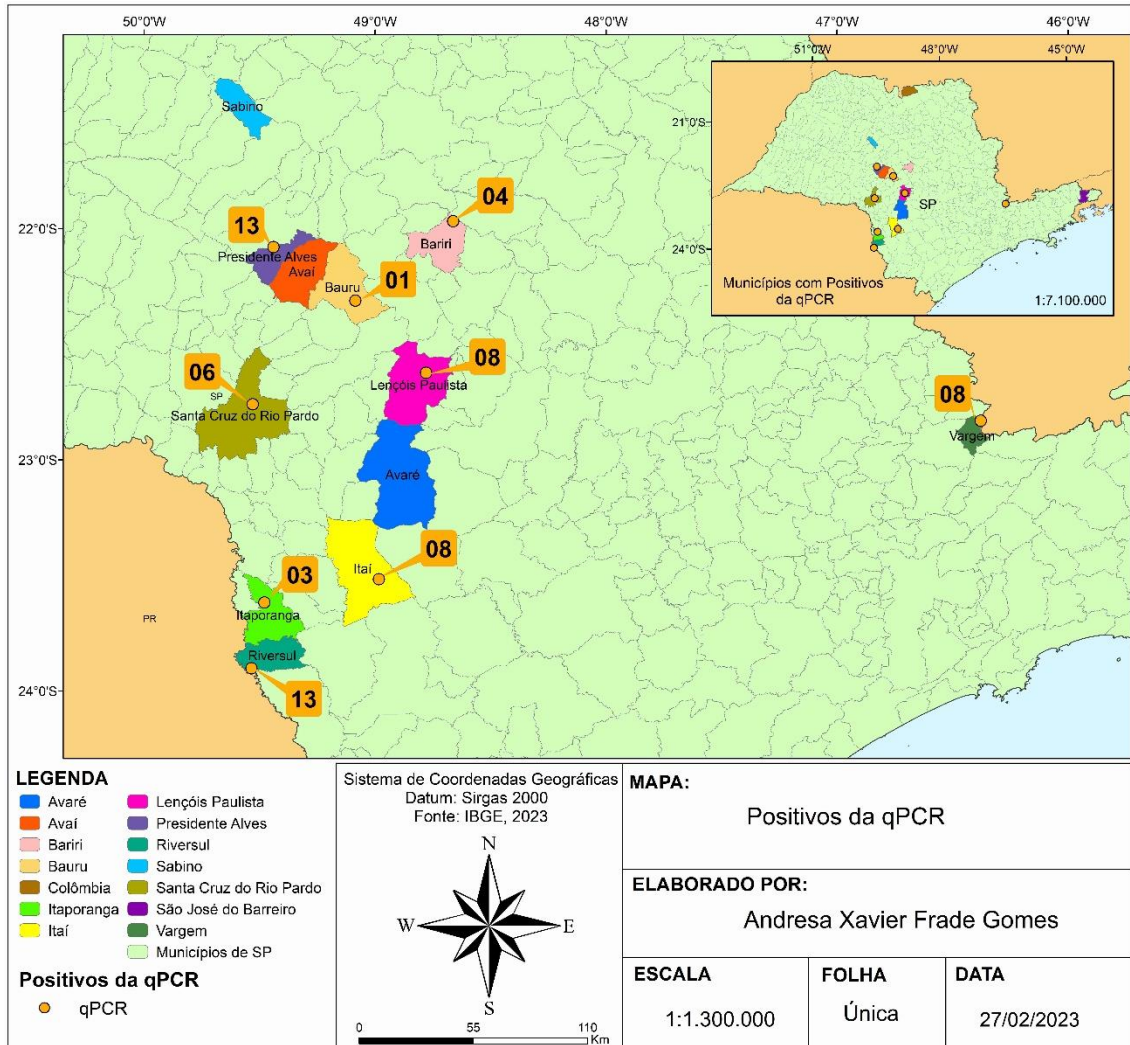 50°0'W 49°0'W 48°0'W 47°0'W 46°0'W
51°0'W 48°0'W 45°0'W
Sabino
21°0'S
SP
24°0'S
Municípios com Positivos
da qPCR
1:7.100.000
04
22°0'S
13
Bariri
Presidente Alves
Avaí
Bauru
01
08
06
Lençóis Paulista
SP
Santa Cruz do Rio Pardo
08
Vargem
23°0'S
Avaré
08
Itaí
03
Itaporanga
PR
Riversul
24°0'S
13
LEGENDA
Avaré
Avaí
Bariri
Bauru
Colômbia
Itaporanga
Itaí
Lençóis Paulista
Presidente Alves
Riversul
Sabino
Santa Cruz do Rio Pardo
São José do Barreiro
Vargem
Municípios de SP
Positivos da qPCR
qPCR
Sistema de Coordenadas Geográficas
Datum: Sirgas 2000
Fonte: IBGE, 2023
N
W E
S
0 55 110
Km
MAPA:
Positivos da qPCR
ELABORADO POR:
Andresa Xavier Frade Gomes
ESCALA
1:1.300.000
FOLHA
Única
DATA
27/02/2023